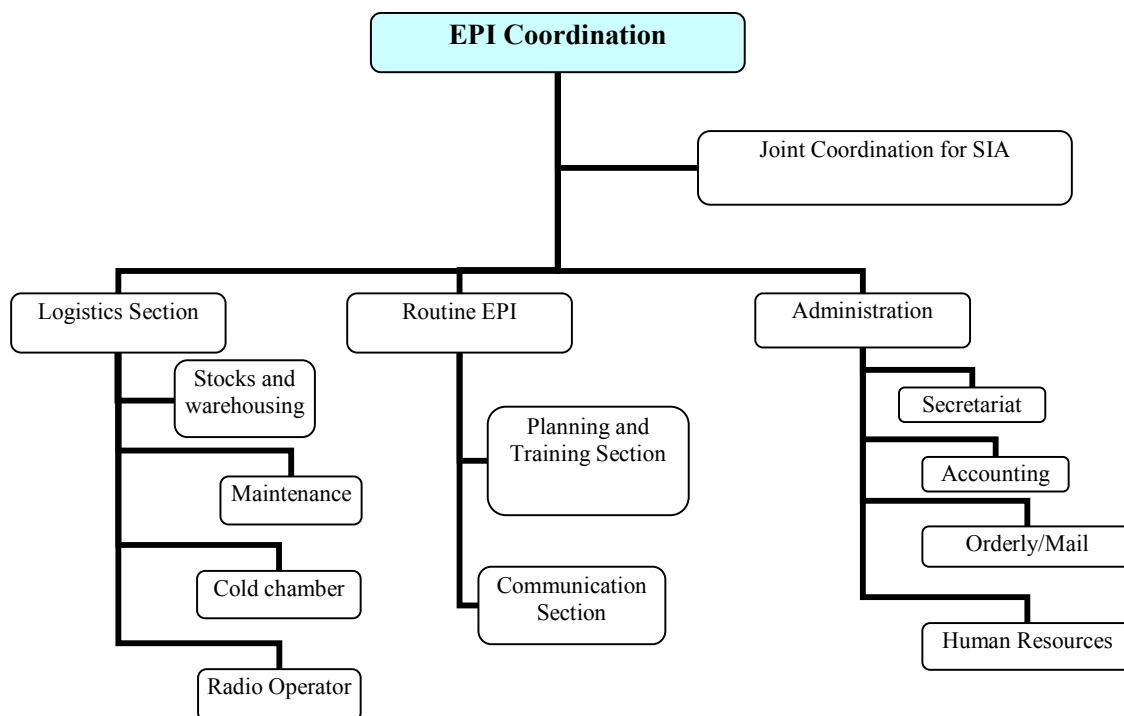 EPI Coordination
Joint Coordination for SIA
Logistics Section
Routine EPI
Administration
Stocks and
warehousing
Maintenance
Cold chamber
Radio Operator
Planning and
Training Section
Communication
Section
Secretariat
Accounting
Orderly/Mail
Human Resources